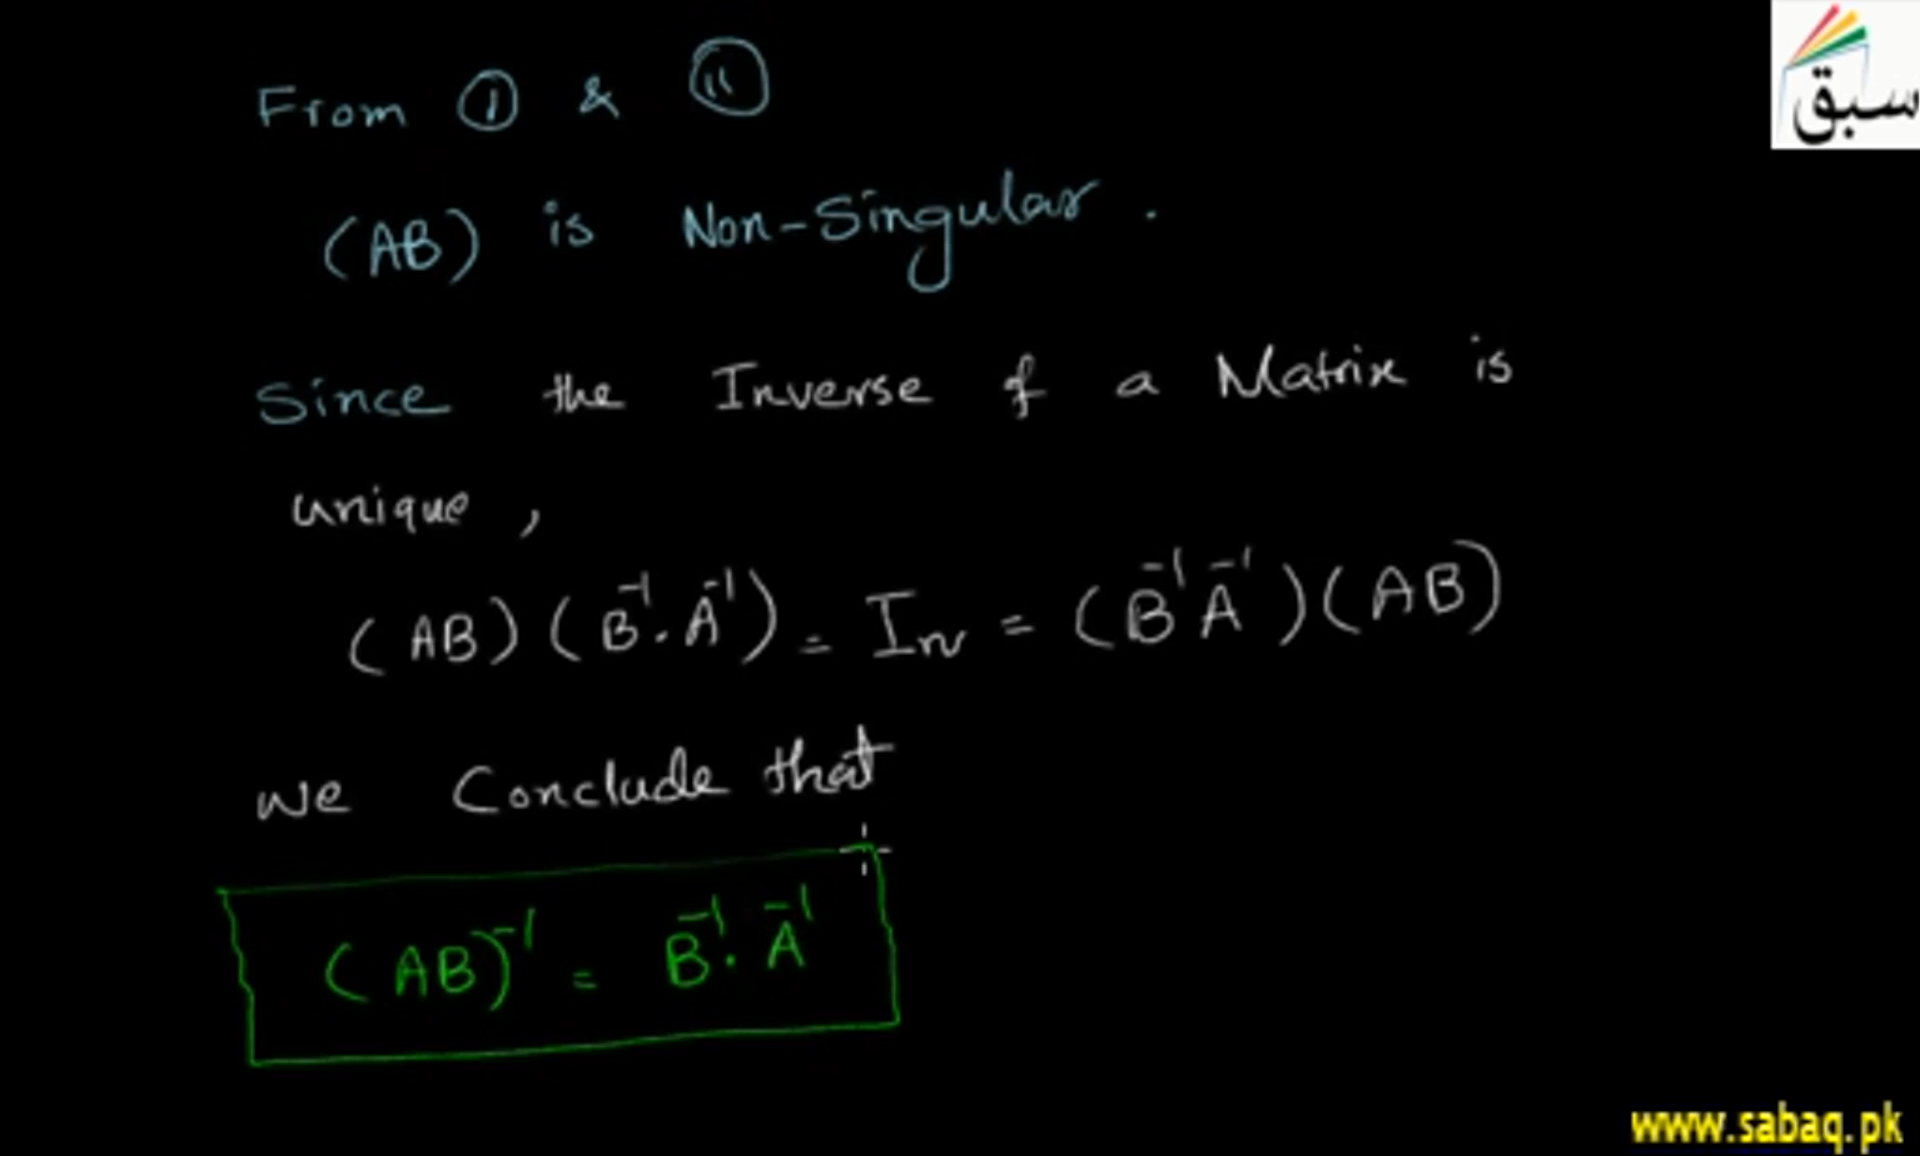 From ① & ⑪
سبق
(AB) is Non-Singular.
Since the Inverse of a Matrix is
unique,
(AB)(B⁻¹.A⁻¹) = In = (B⁻¹A⁻¹)(AB)
we Conclude that
(AB)⁻¹ = B⁻¹.A⁻¹
www.sabaq.pk